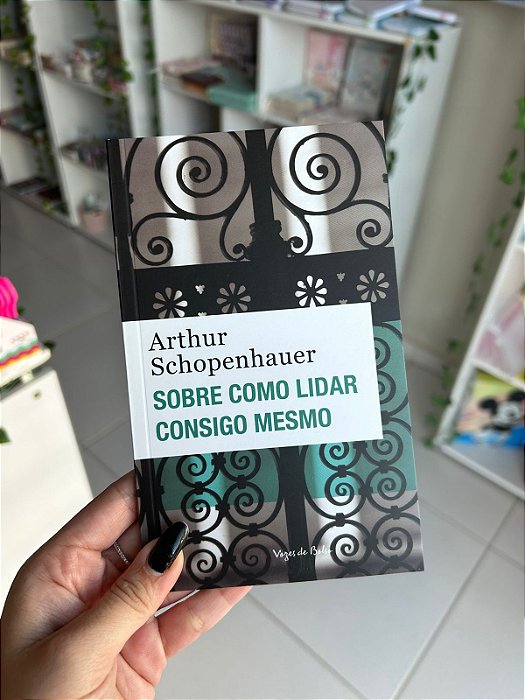 Arthur
Schopenhauer
SOBRE COMO LIDAR
CONSIGO MESMO
Vozes de Bolso